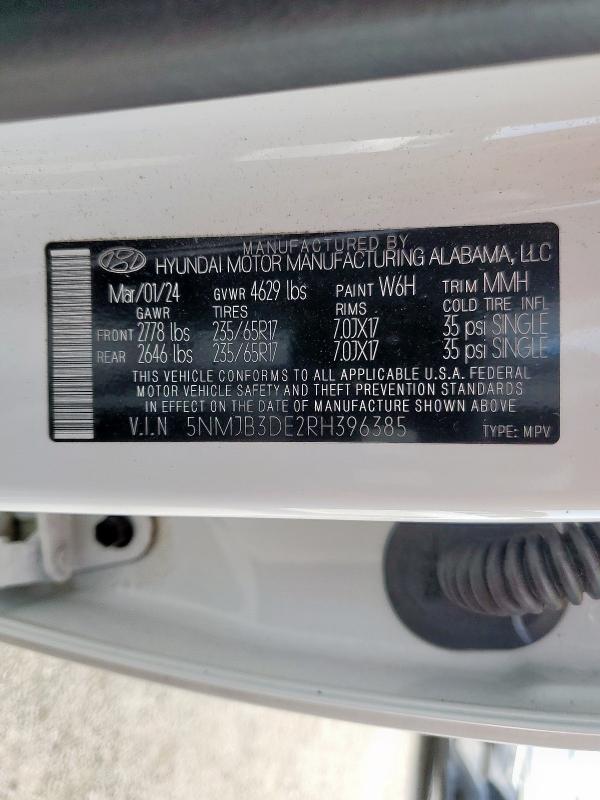 MANUFACTURED BY
HYUNDAI MOTOR MANUFACTURING ALABAMA, LLC
Mar/01/24 GVWR 4629 lbs PAINT W6H TRIM MMH
GAWR TIRES RIMS COLD TIRE INFL
FRONT 2778 lbs 235/65R17 7.0JX17 35 psi SINGLE
REAR 2646 lbs 235/65R17 7.0JX17 35 psi SINGLE
THIS VEHICLE CONFORMS TO ALL APPLICABLE U.S.A. FEDERAL
MOTOR VEHICLE SAFETY AND THEFT PREVENTION STANDARDS
IN EFFECT ON THE DATE OF MANUFACTURE SHOWN ABOVE
V.I.N 5NMJB3DE2RH396385 TYPE: MPV